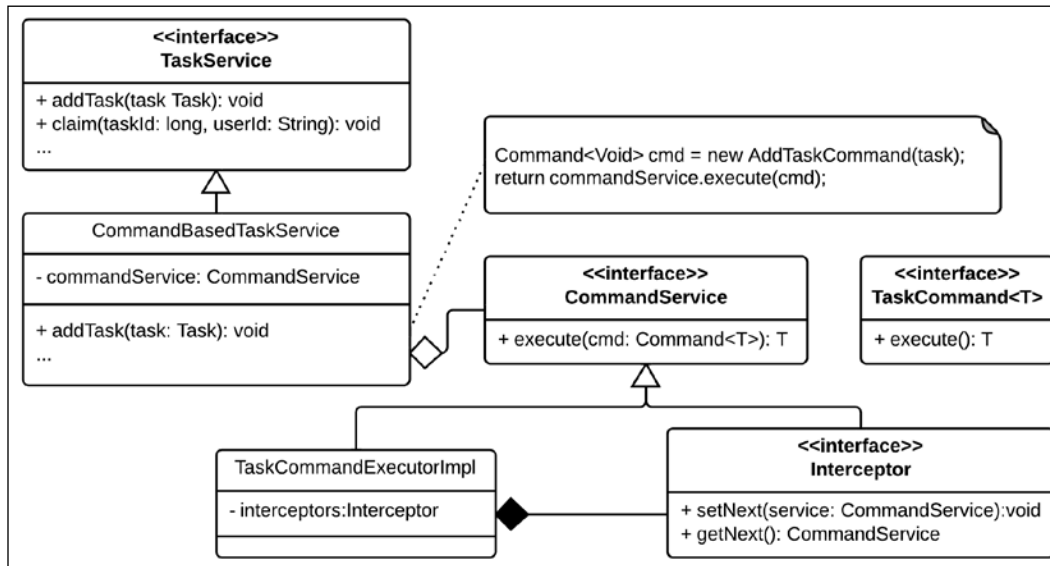 <<interface>>
TaskService
+ addTask(task Task): void
+ claim(taskId: long, userId: String): void
...
Command<Void> cmd = new AddTaskCommand(task);
return commandService.execute(cmd);
CommandBasedTaskService
- commandService: CommandService
+ addTask(task: Task): void
...
<<interface>>
CommandService
+ execute(cmd: Command<T>): T
<<interface>>
TaskCommand<T>
+ execute(): T
TaskCommandExecutorImpl
- interceptors:Interceptor
<<interface>>
Interceptor
+ setNext(service: CommandService):void
+ getNext(): CommandService